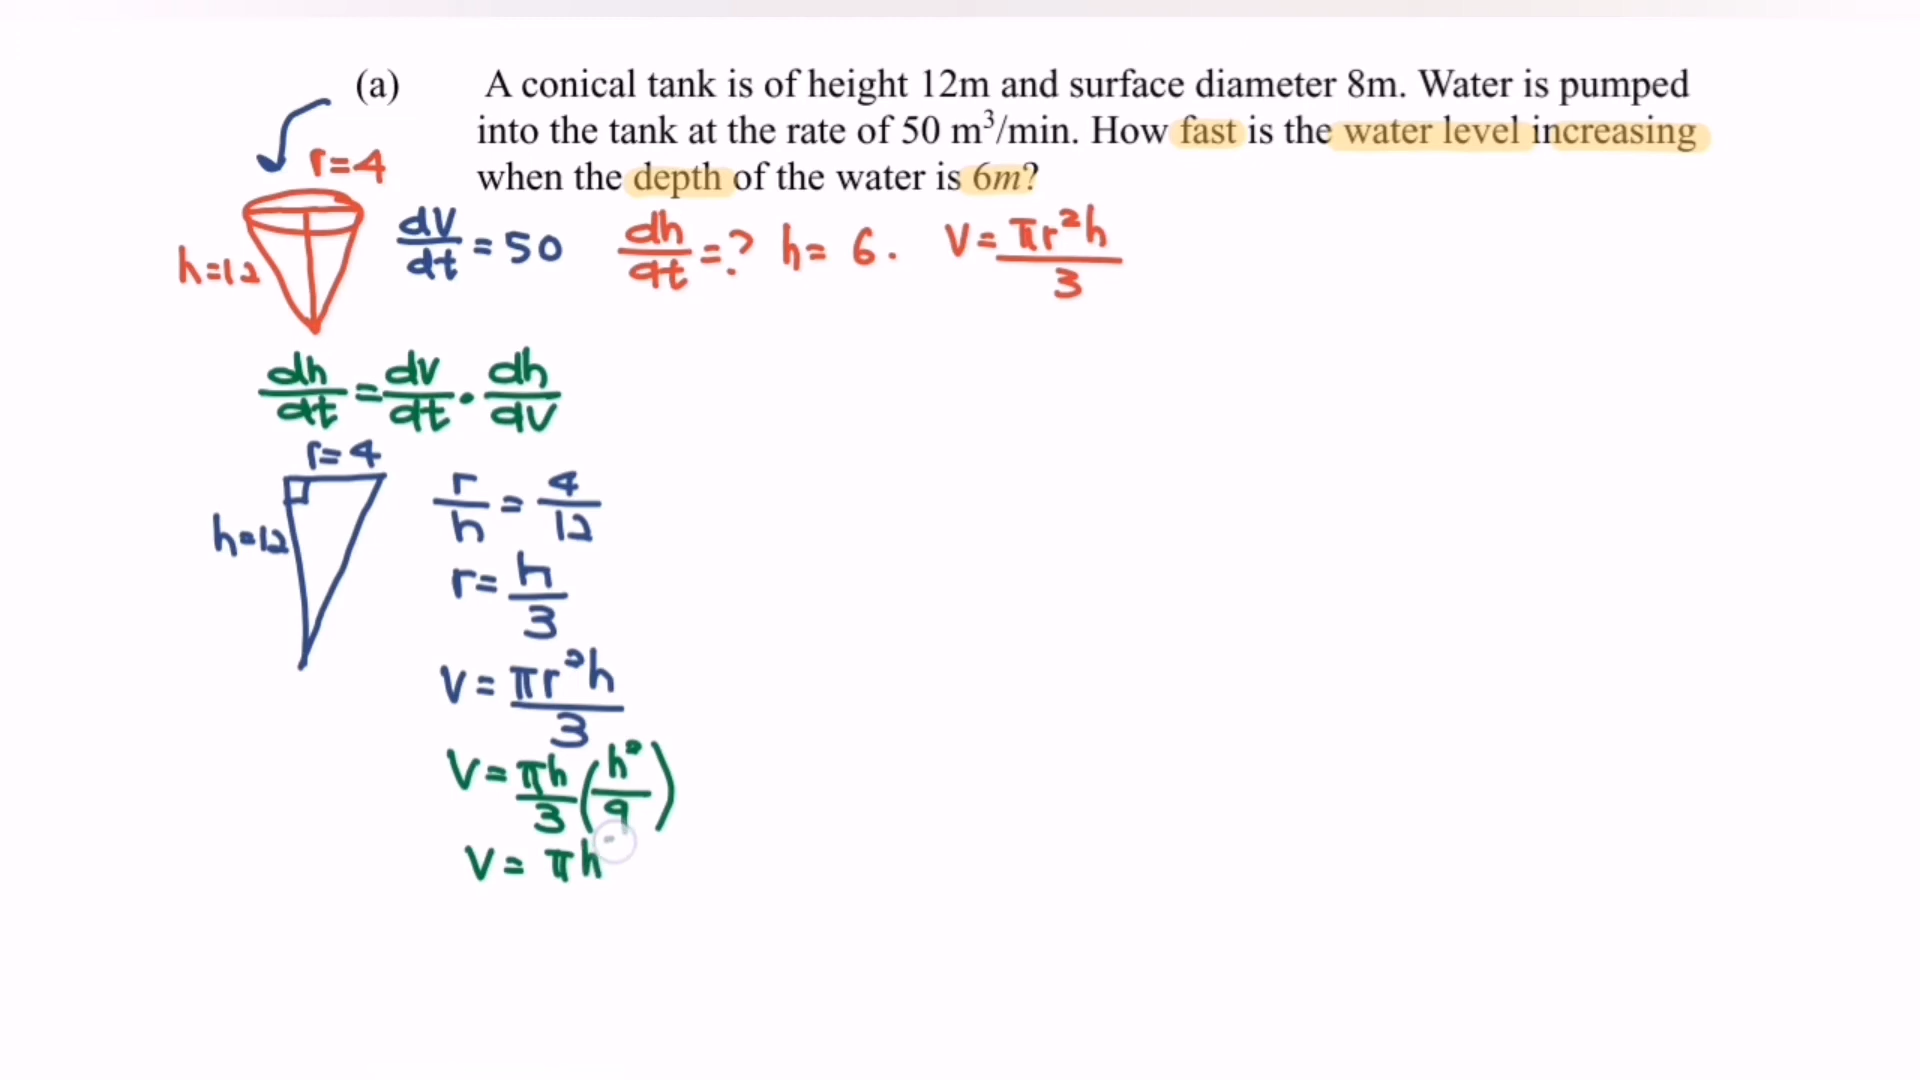 (a) A conical tank is of height 12m and surface diameter 8m. Water is pumped
into the tank at the rate of 50 m³/min. How fast is the water level increasing
when the depth of the water is 6m?
r=4
h=12
dV/dt = 50
dh/dt = ? h = 6.
V = πr²h/3
dh/dt = dV/dt · dh/dV
r=4
h=12
r/h = 4/12
r = h/3
V = πr²h/3
V = πh/3 (h²/9)
V = πh